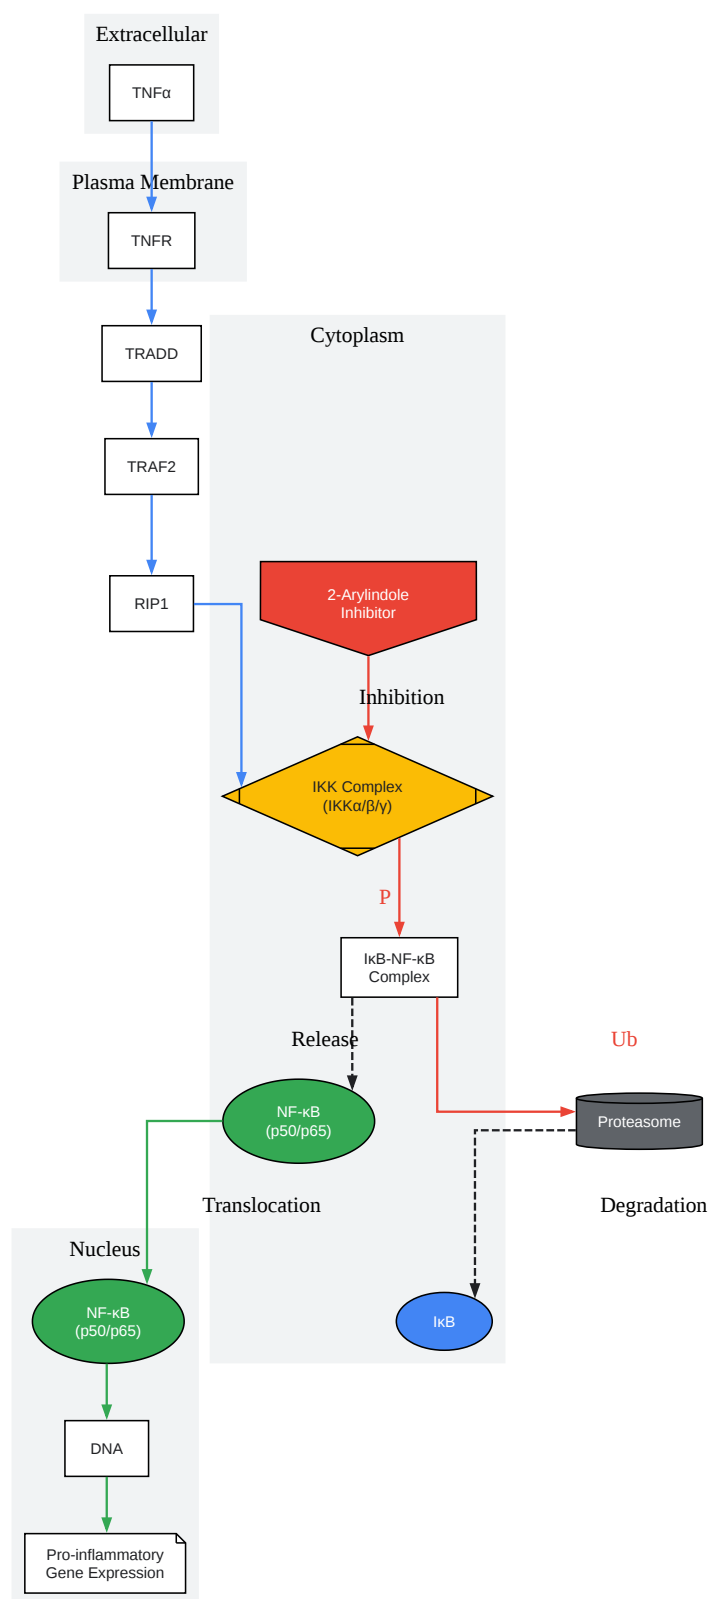 Extracellular
TNFα
Plasma Membrane
TNFR
Cytoplasm
TRADD
TRAF2
RIP1
2-Arylindole
Inhibitor
Inhibition
IKK Complex
(IKKα/β/γ)
P
IκB-NF-κB
Complex
Release
Ub
NF-κB
(p50/p65)
Proteasome
Translocation
Degradation
Nucleus
NF-κB
(p50/p65)
IκB
DNA
Pro-inflammatory
Gene Expression